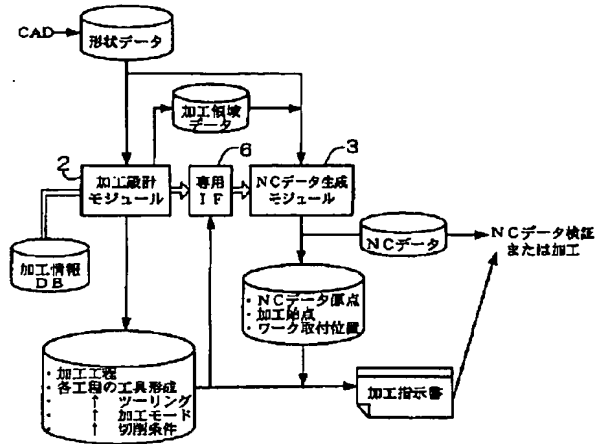 CAD
形状データ
加工領域
データ
2
6
3
加工設計
モジュール
専用
IF
NCデータ生成
モジュール
加工情報
DB
NCデータ
NCデータ検証
または加工
・NCデータ原点
・加工始点
・ワーク取付位置
・加工工程
・各工程の工具形成
・ ↑ ツーリング
・ ↑ 加工モード
・ ↑ 切削条件
加工指示書